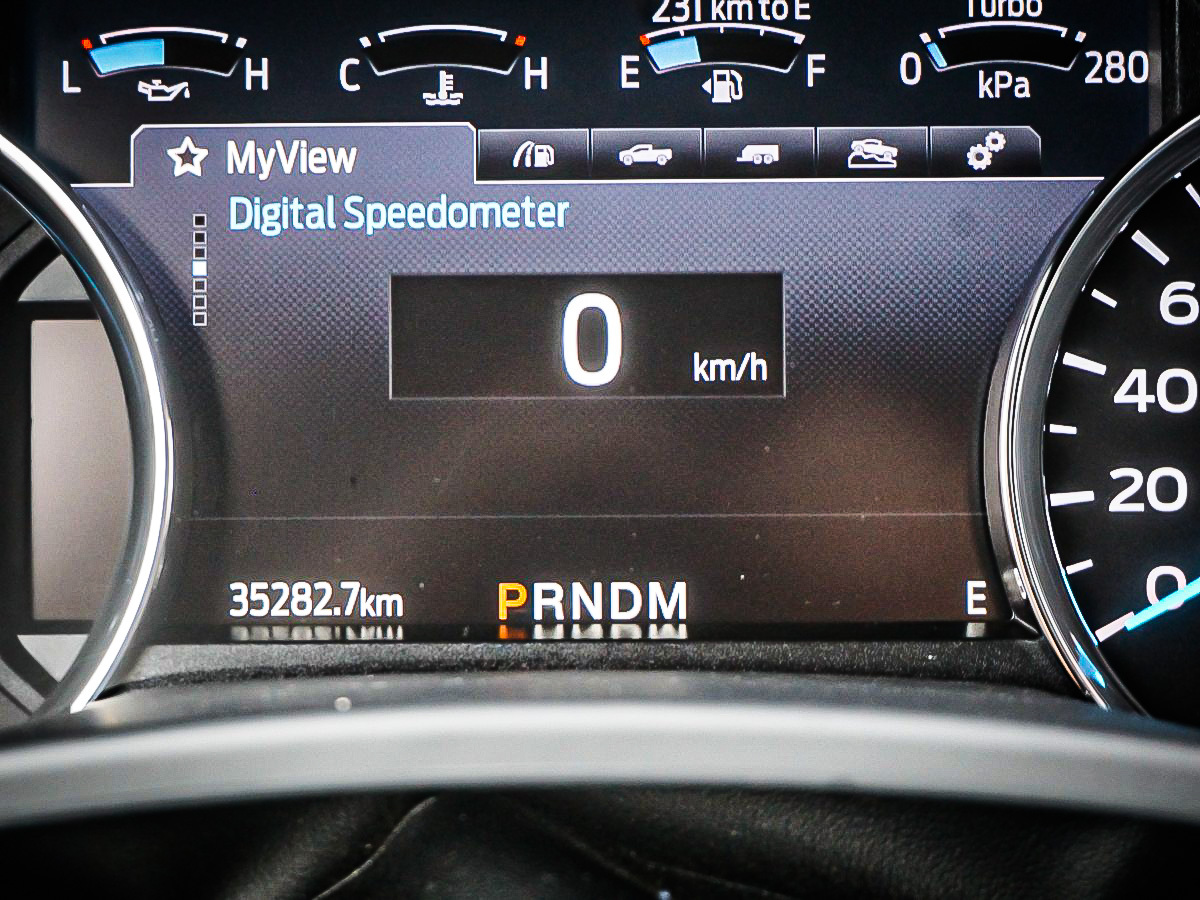 231 km to E
Turbo
L H
C H
E F
0 280
kPa
MyView
Digital Speedometer
0 km/h
6
40
20
0
35282.7km PRNDM E